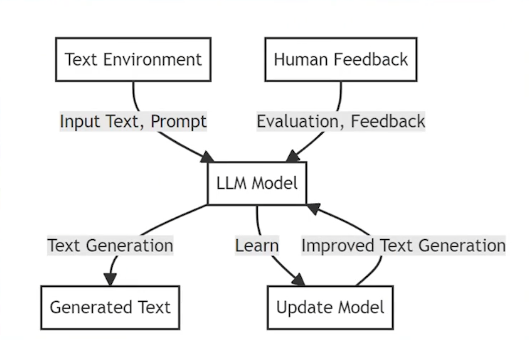 Text Environment
Human Feedback
Input Text, Prompt
Evaluation, Feedback
LLM Model
Text Generation
Learn
Improved Text Generation
Generated Text
Update Model